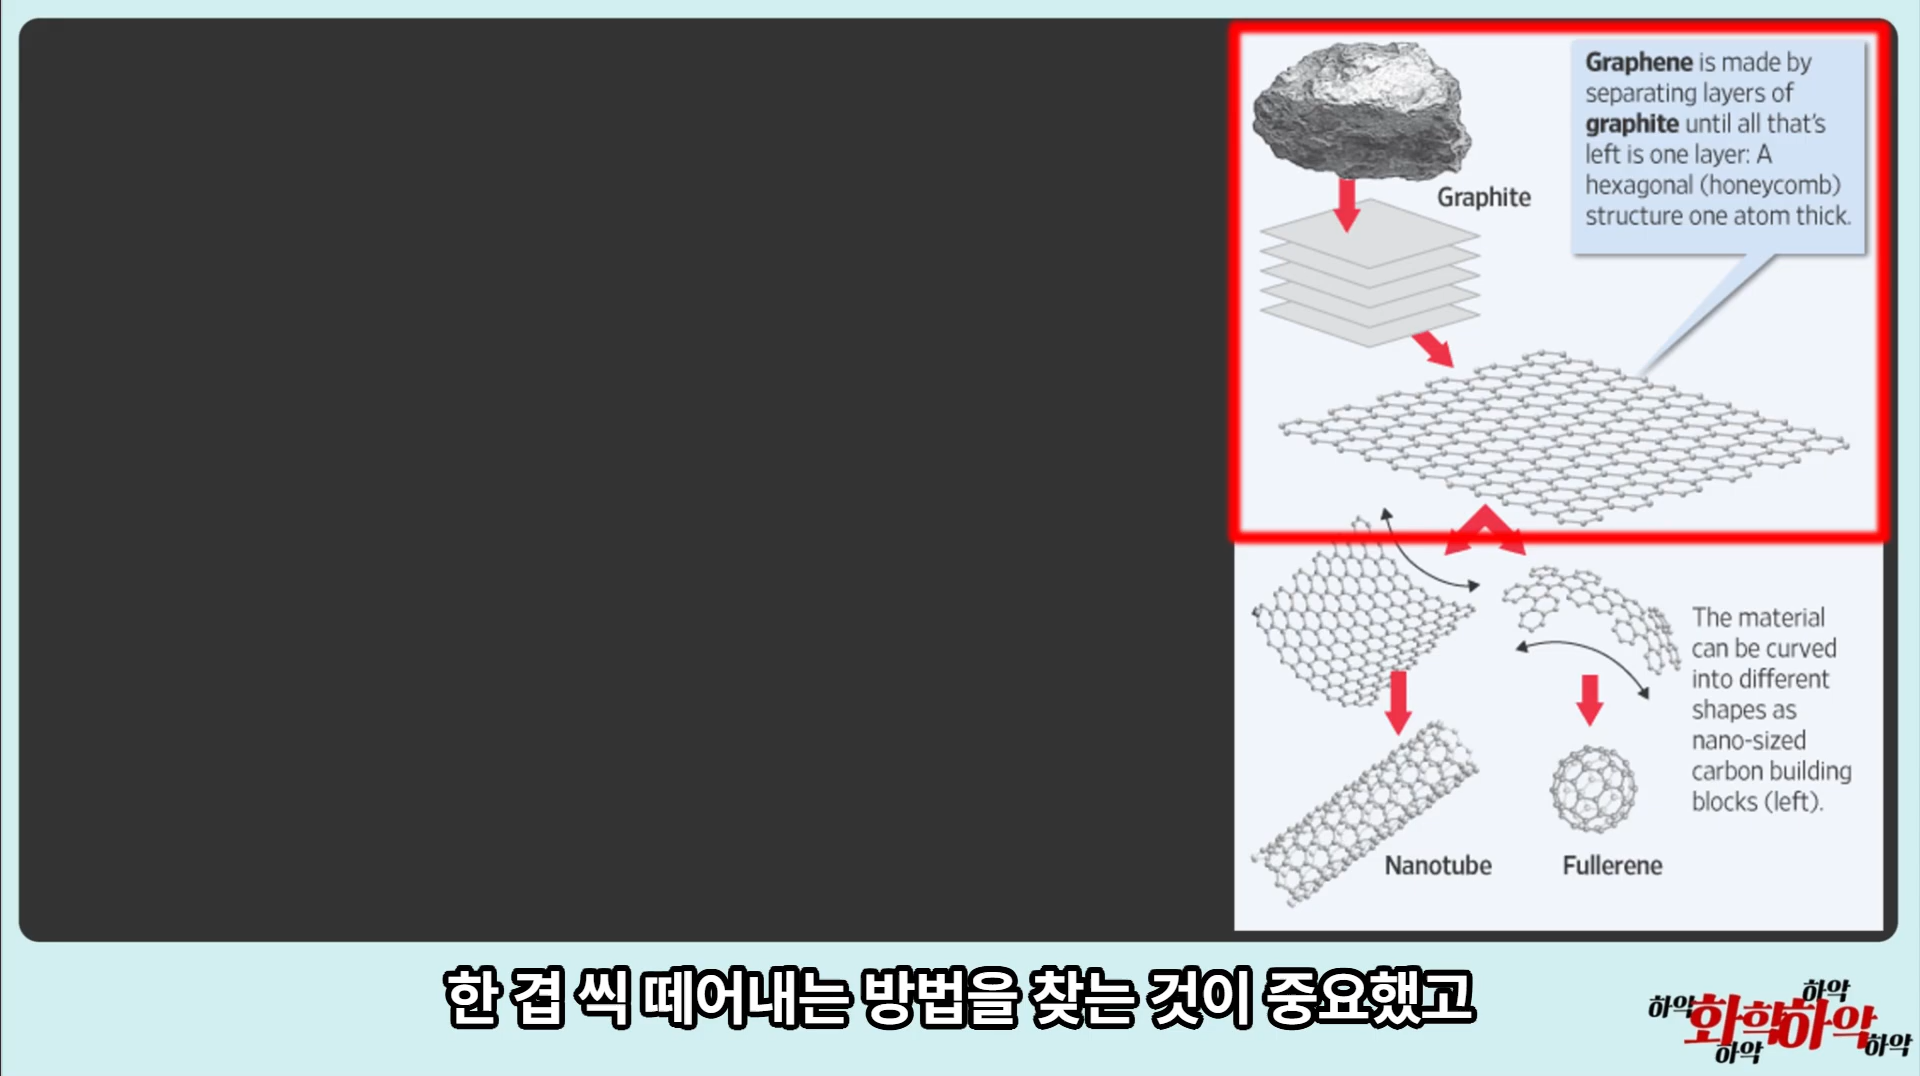 Graphene is made by
separating layers of
graphite until all that's
left is one layer: A
hexagonal (honeycomb)
structure one atom thick.
Graphite
The material
can be curved
into different
shapes as
nano-sized
carbon building
blocks (left).
Nanotube
Fullerene
한 겹 씩 떼어내는 방법을 찾는 것이 중요했고
하악
하악
화학하악
하악
하악